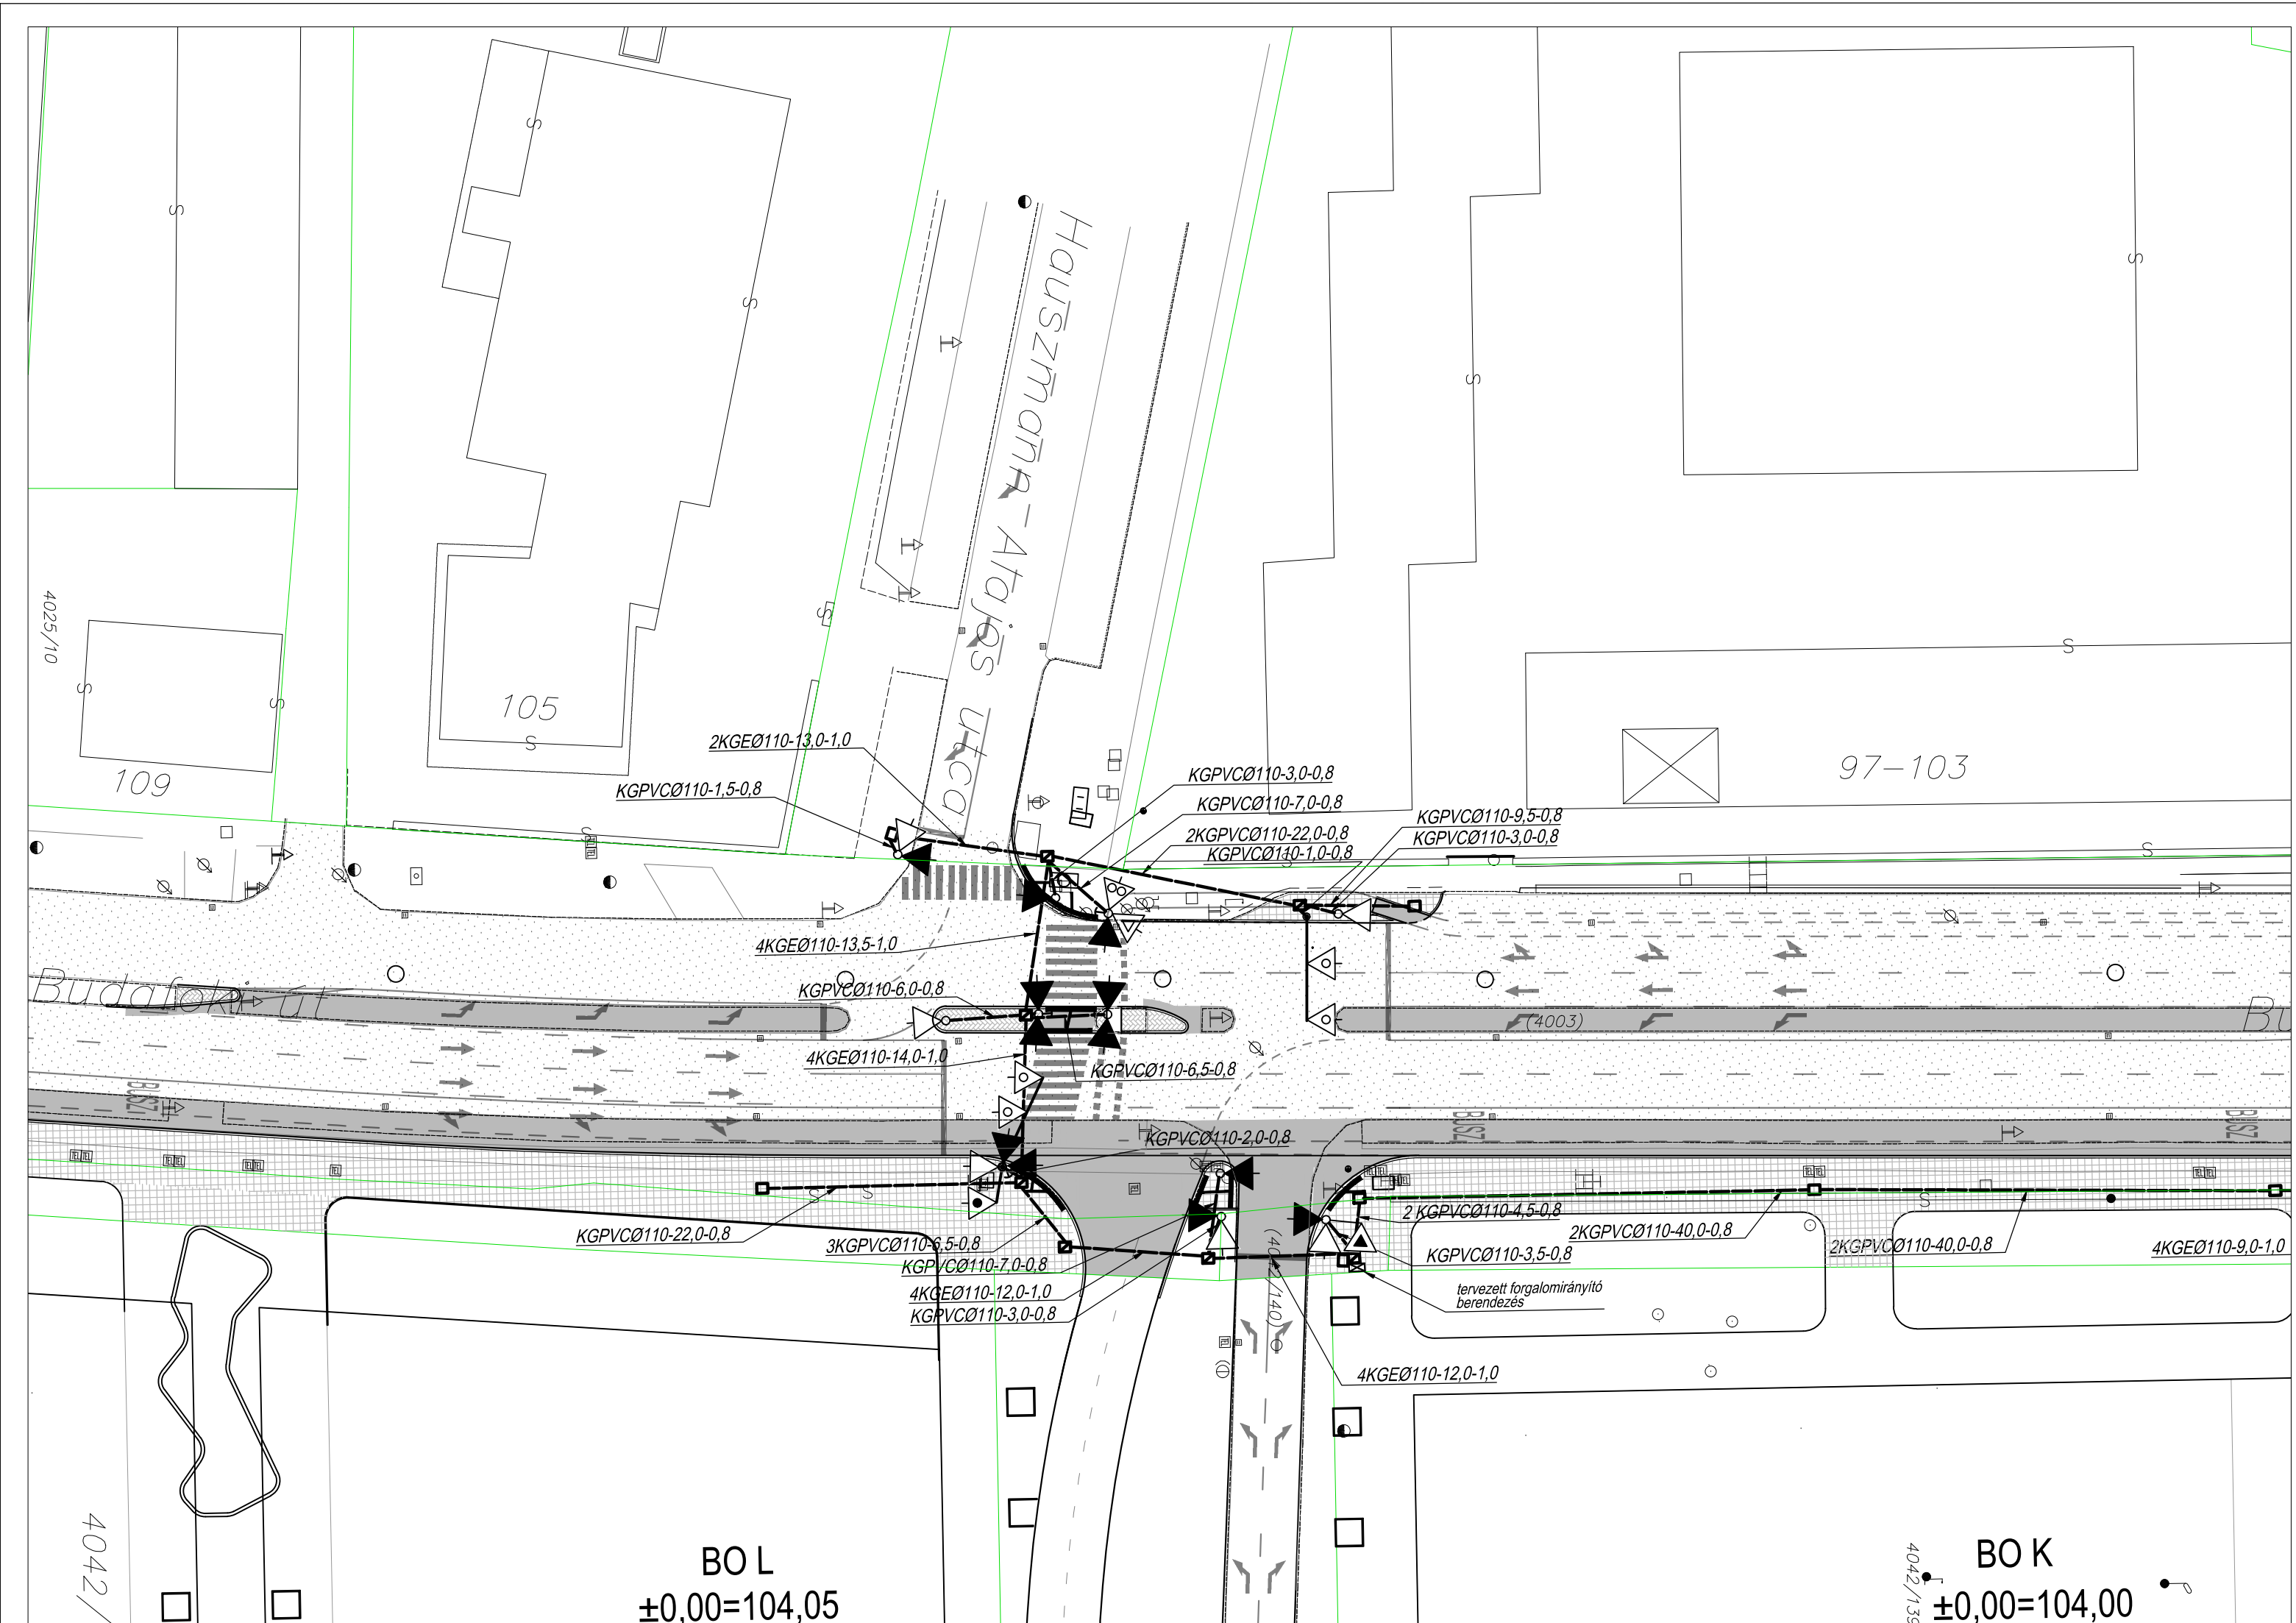 Hauszmann Alajos utca
4025/10
105
109
97-103
2KGEØ110-13,0-1,0
KGPVCØ110-1,5-0,8
KGPVCØ110-3,0-0,8
KGPVCØ110-7,0-0,8
2KGPVCØ110-22,0-0,8
KGPVCØ110-1,0-0,8
KGPVCØ110-9,5-0,8
KGPVCØ110-3,0-0,8
4KGEØ110-13,5-1,0
Budafoki út
KGPVCØ110-6,0-0,8
(4003)
Bu
4KGEØ110-14,0-1,0
KGPVCØ110-6,5-0,8
BUSZ
BUSZ
BUSZ
KGPVCØ110-2,0-0,8
KGPVCØ110-22,0-0,8
3KGPVCØ110-6,5-0,8
KGPVCØ110-7,0-0,8
4KGEØ110-12,0-1,0
KGPVCØ110-3,0-0,8
2 KGPVCØ110-4,5-0,8
KGPVCØ110-3,5-0,8
2KGPVCØ110-40,0-0,8
2KGPVCØ110-40,0-0,8
4KGEØ110-9,0-1,0
tervezett forgalomirányító
berendezés
(4042/140)
4KGEØ110-12,0-1,0
4042/
BO L
±0,00=104,05
4042/139
BO K
±0,00=104,00